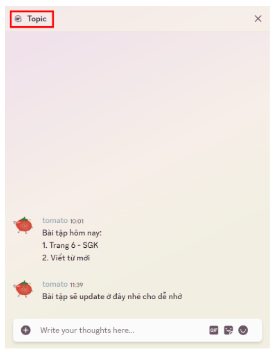 Topic
tomato 10:01
Bài tập hôm nay:
1. Trang 6 - SGK
2. Viết từ mới
tomato 11:39
Bài tập sẽ update ở đây nhé cho dễ nhớ
Write your thoughts here...
GIF